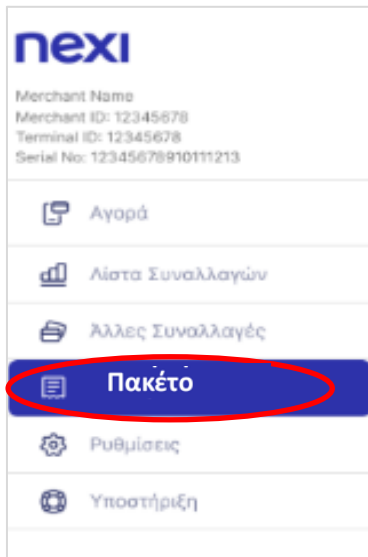 nexi
Merchant Name
Merchant ID: 12345678
Terminal ID: 12345678
Serial No: 12345678910111213
Αγορά
Λίστα Συναλλαγών
Άλλες Συναλλαγές
Πακέτο
Ρυθμίσεις
Υποστήριξη